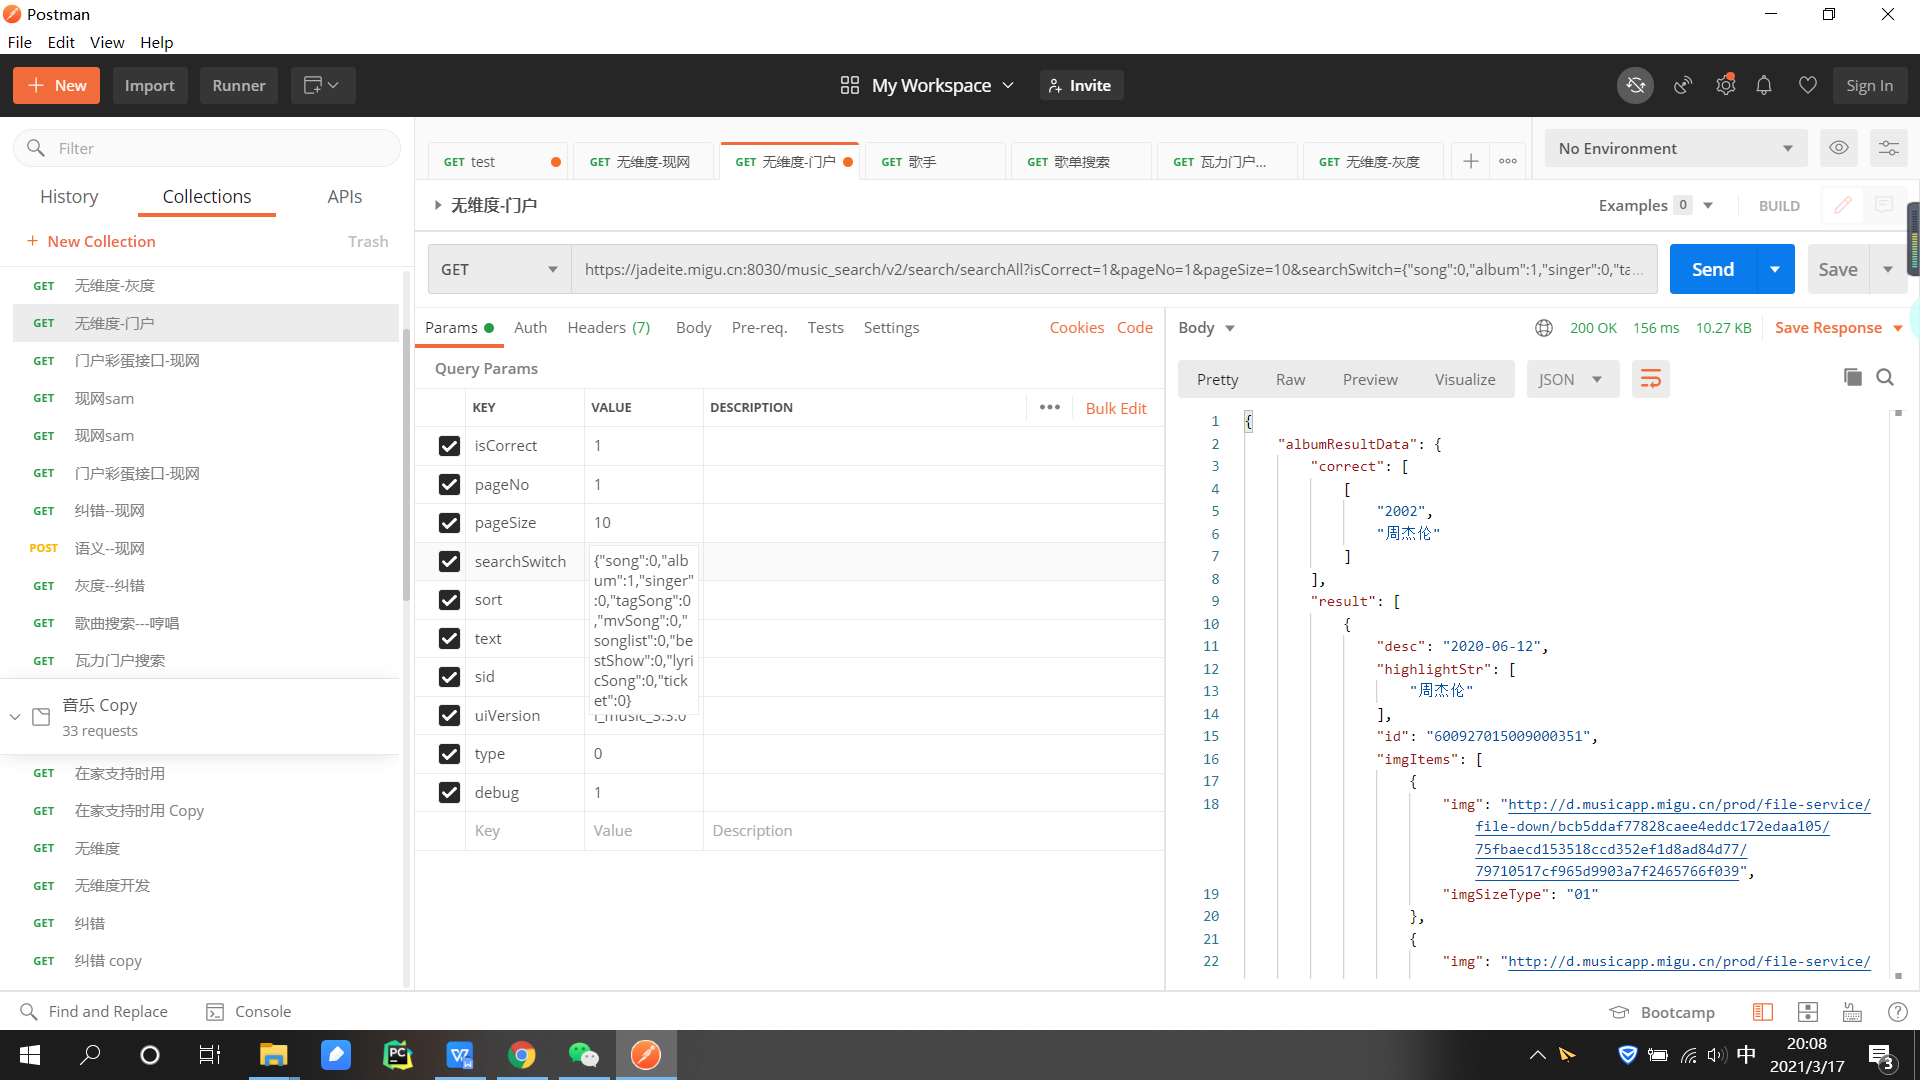 Postman
File Edit View Help
New Import Runner My Workspace Invite Sign In
Filter
History Collections APIs
+ New Collection Trash
GET 无维度-灰度
GET 无维度-门户
GET 门户彩蛋接口-现网
GET 现网sam
GET 现网sam
GET 门户彩蛋接口-现网
GET 纠错--现网
POST 语义--现网
GET 灰度--纠错
GET 歌曲搜索---哼唱
GET 瓦力门户搜索
音乐 Copy
33 requests
GET 在家支持时用
GET 在家支持时用 Copy
GET 无维度
GET 无维度开发
GET 纠错
GET 纠错 copy
GET test GET 无维度-现网 GET 无维度-门户 GET 歌手 GET 歌单搜索 GET 瓦力门户... GET 无维度-灰度
No Environment
无维度-门户
Examples 0 BUILD
GET https://jadeite.migu.cn:8030/music_search/v2/search/searchAll?isCorrect=1&pageNo=1&pageSize=10&searchSwitch={"song":0,"album":1,"singer":0,"ta...
Send Save
Params Auth Headers (7) Body Pre-req. Tests Settings Cookies Code
Query Params
KEY VALUE DESCRIPTION Bulk Edit
isCorrect 1
pageNo 1
pageSize 10
searchSwitch
{"song":0,"alb
um":1,"singer"
:0,"tagSong":0
,"mvSong":0,"
songlist":0,"be
stShow":0,"lyri
cSong":0,"tick
et":0}
sort
text
sid
uiVersion
type 0
debug 1
Key Value Description
Body 200 OK 156 ms 10.27 KB Save Response
Pretty Raw Preview Visualize JSON
1 {
2 "albumResultData": {
3 "correct": [
4 [
5 "2002",
6 "周杰伦"
7 ]
8 ],
9 "result": [
10 {
11 "desc": "2020-06-12",
12 "highlightStr": [
13 "周杰伦"
14 ],
15 "id": "600927015009000351",
16 "imgItems": [
17 {
18 "img": "http://d.musicapp.migu.cn/prod/file-service/
file-down/bcb5ddaf77828caee4eddc172edaa105/
75fbaecd153518ccd352ef1d8ad84d77/
79710517cf965d9903a7f2465766f039",
19 "imgSizeType": "01"
20 },
21 {
22 "img": "http://d.musicapp.migu.cn/prod/file-service/
Find and Replace Console Bootcamp
中
20:08
2021/3/17
3